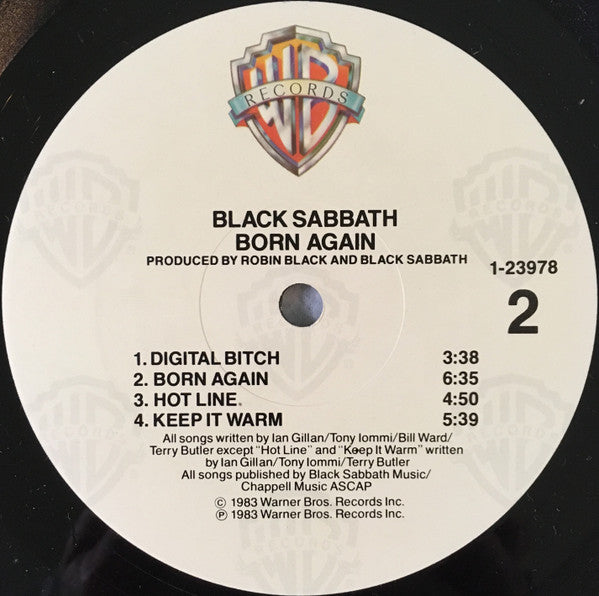 WB
RECORDS
BLACK SABBATH
BORN AGAIN
PRODUCED BY ROBIN BLACK AND BLACK SABBATH
1-23978
2
1. DIGITAL BITCH 3:38
2. BORN AGAIN 6:35
3. HOT LINE 4:50
4. KEEP IT WARM 5:39
All songs written by Ian Gillan/Tony Iommi/Bill Ward/
Terry Butler except "Hot Line" and "Keep It Warm" written
by Ian Gillan/Tony Iommi/Terry Butler
All songs published by Black Sabbath Music/
Chappell Music ASCAP
© 1983 Warner Bros. Records Inc.
℗ 1983 Warner Bros. Records Inc.